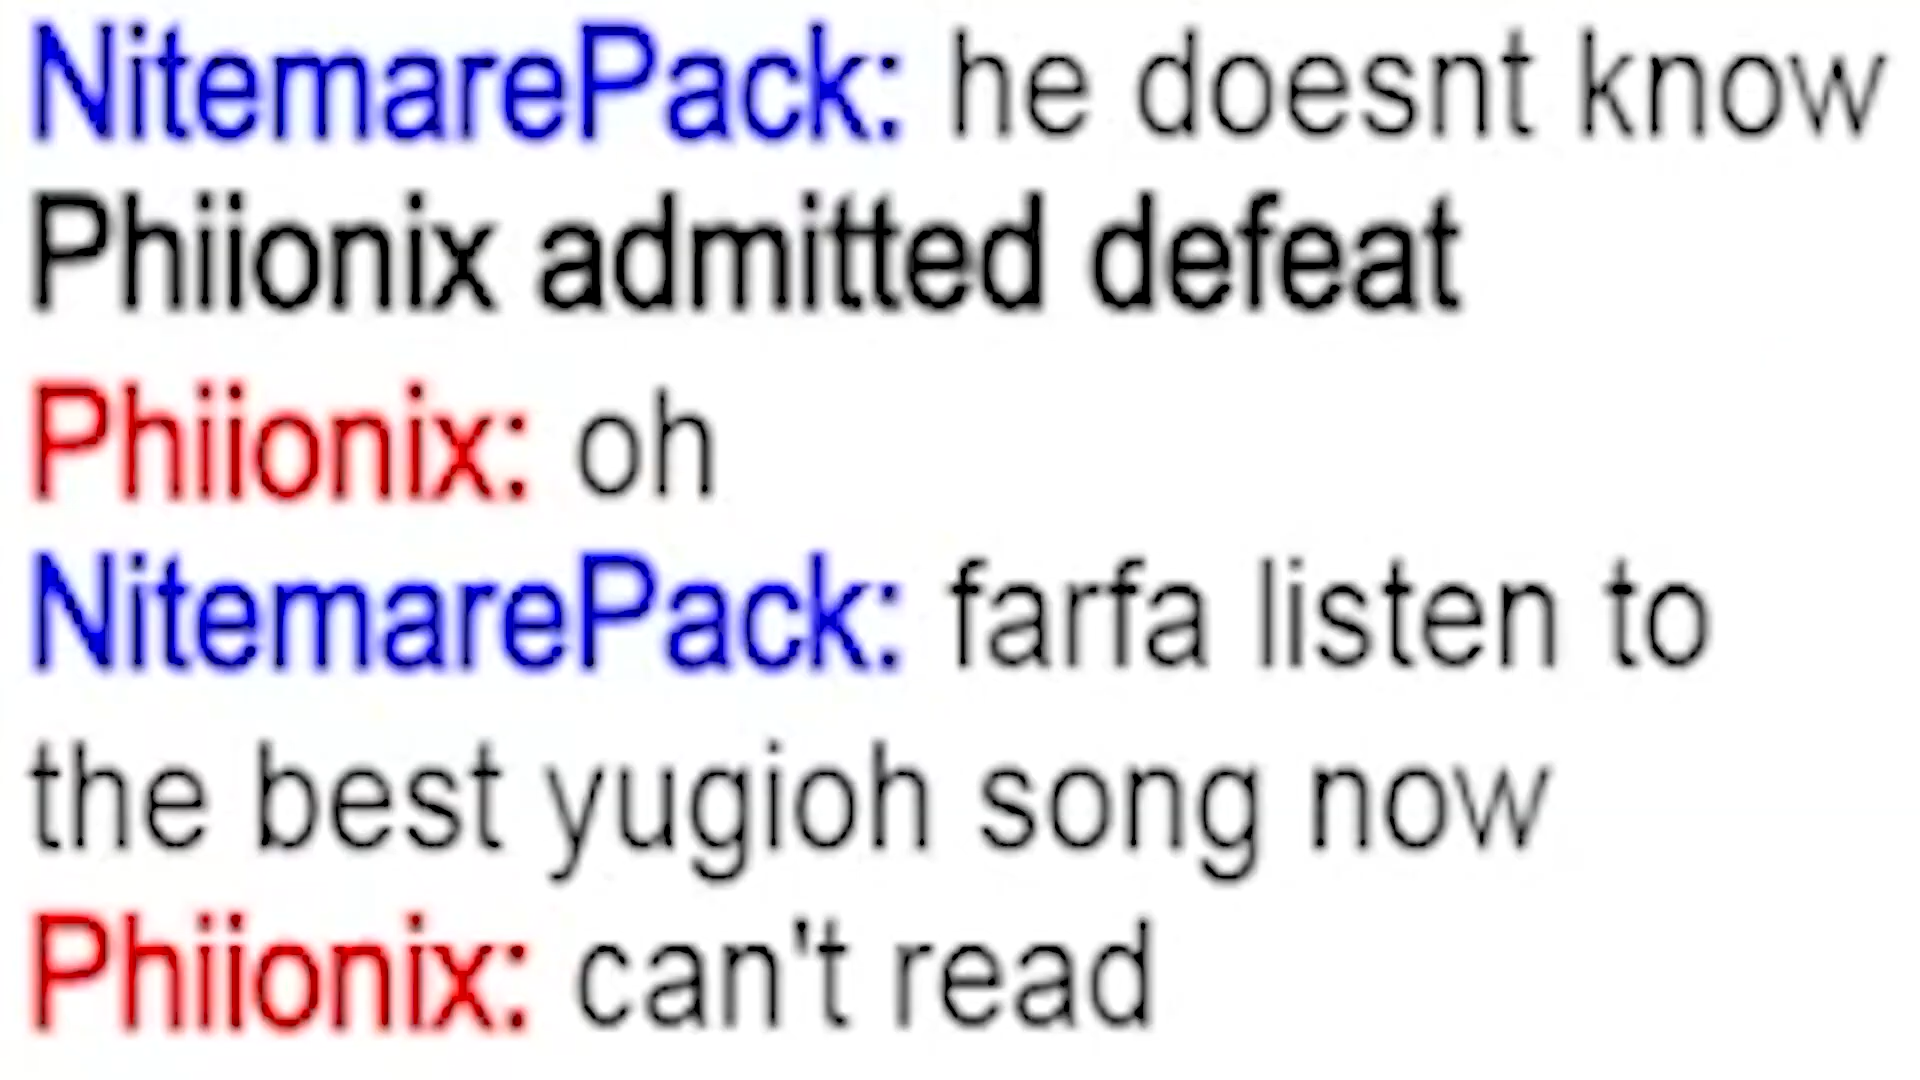 NitemarePack: he doesnt know
Phiionix admitted defeat
Phiionix: oh
NitemarePack: farfa listen to
the best yugioh song now
Phiionix: can't read